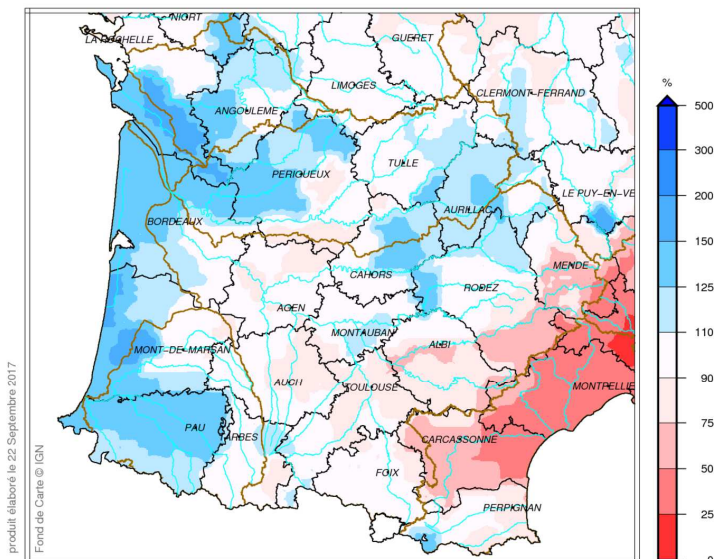 NIORT
LA ROCHELLE
GUERET
%
LIMOGES
CLERMONT-FERRAND
500
ANGOULEME
300
TULLE
PERIGUEUX
LE PUY-EN-VE
200
AURILLAC
BORDEAUX
150
MENDE
CAHORS
125
RODEZ
AGEN
110
MONTAUBAN
ALBI
MONT-DE-MARSAN
90
AUCH
TOULOUSE
MONTPELLIE
75
PAU
TARBES
CARCASSONNE
50
FOIX
PERPIGNAN
25
0
produit élaboré le 22 Septembre 2017
Fond de Carte © IGN